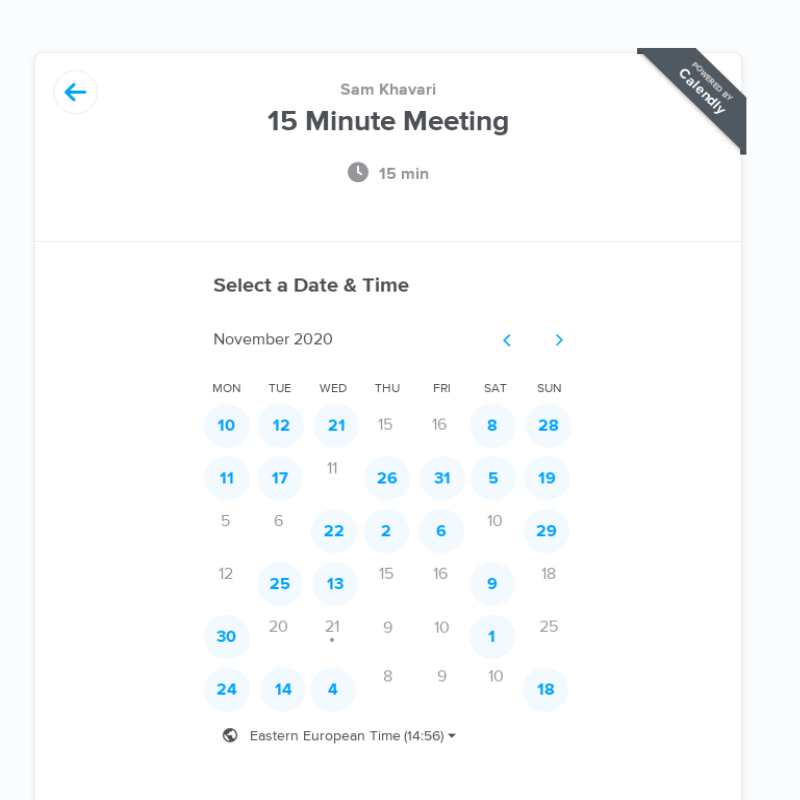 POWERED BY
Calendly
Sam Khavari
15 Minute Meeting
15 min
Select a Date & Time
November 2020
MON TUE WED THU FRI SAT SUN
10 12 21 15 16 8 28
11 17 11 26 31 5 19
5 6 22 2 6 10 29
12 25 13 15 16 9 18
30 20 21 9 10 1 25
24 14 4 8 9 10 18
Eastern European Time (14:56)